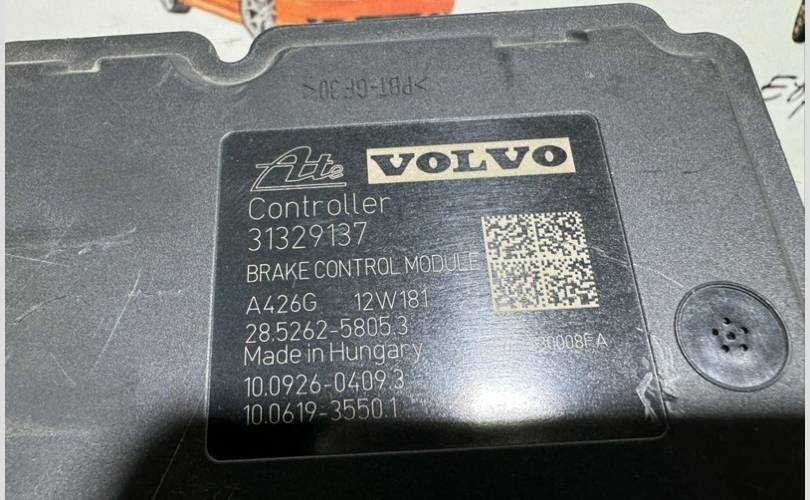 >PBT-GF30<
Ate VOLVO
Controller
31329137
BRAKE CONTROL MODULE
A426G 12W181
28.5262-5805.3
Made in Hungary
10.0926-0409.3
10.0619-3550.1